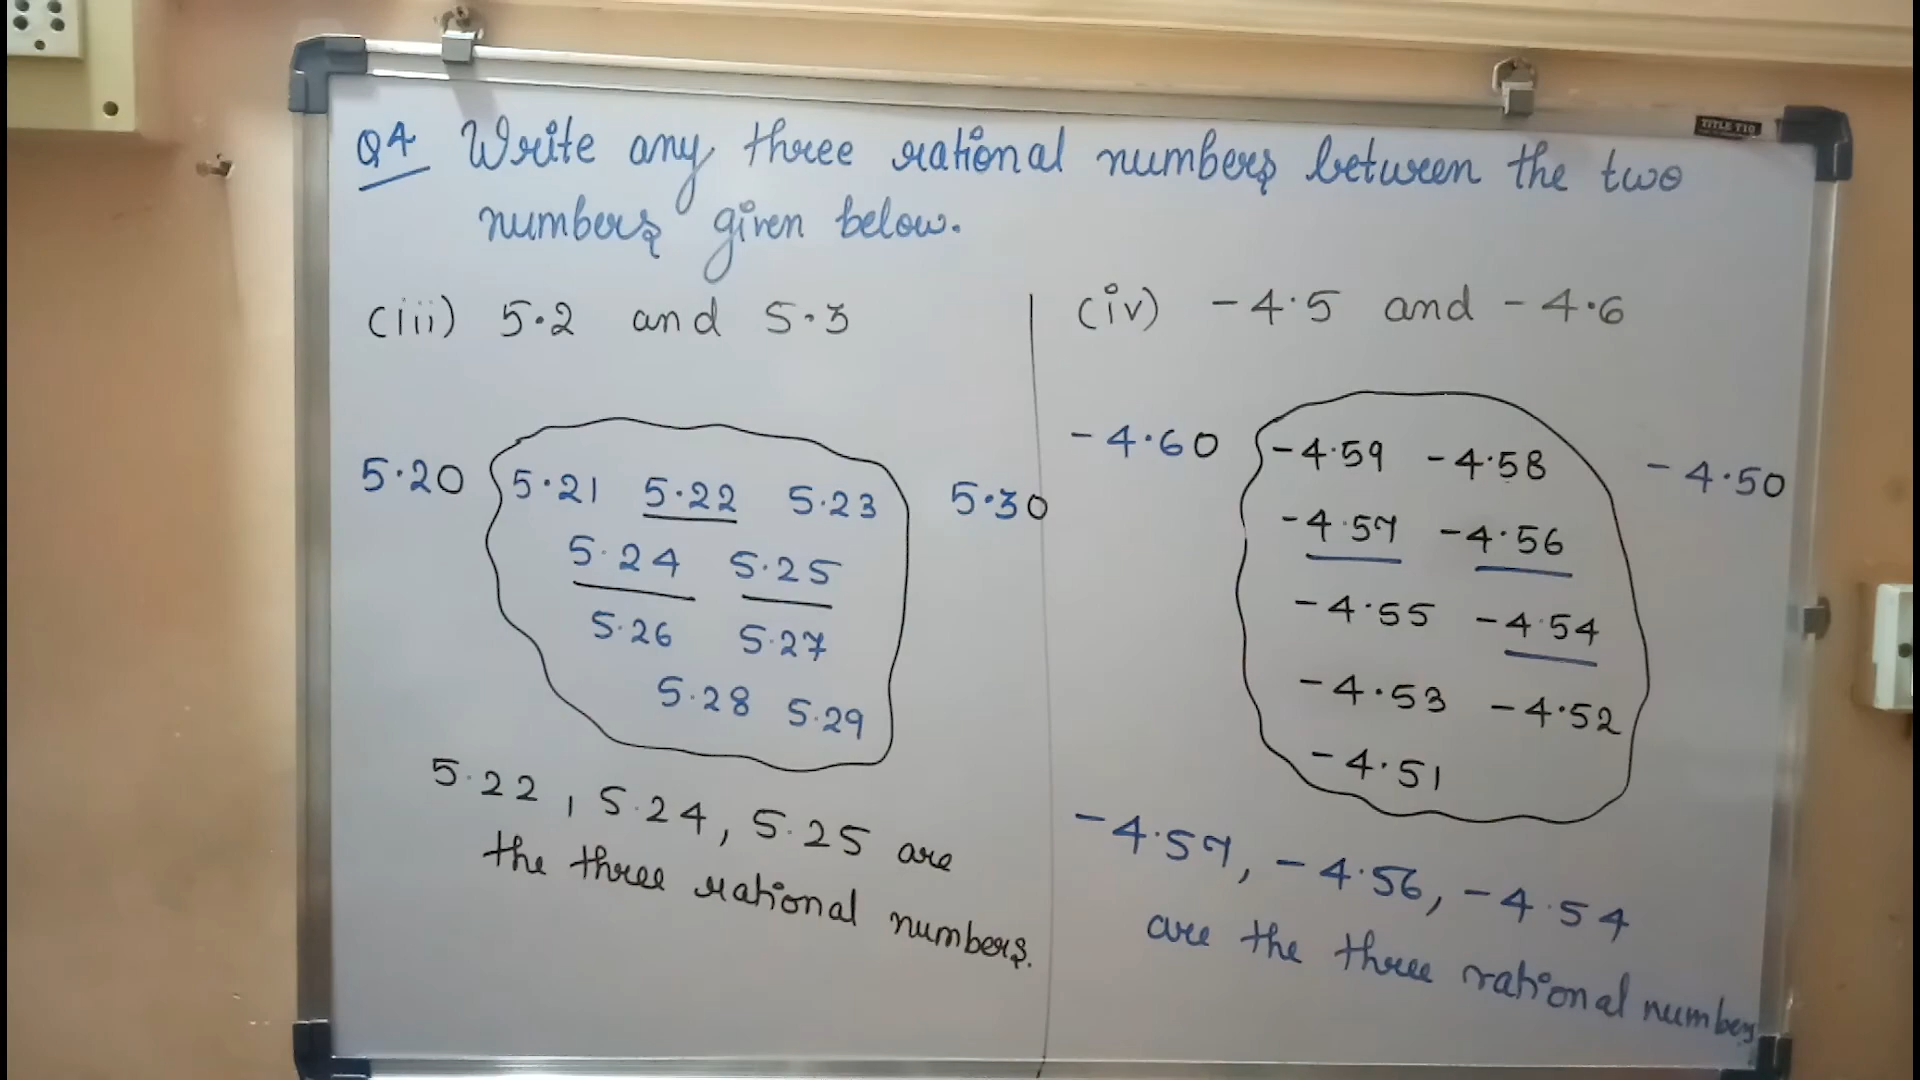 Q4 Write any three rational numbers between the two
numbers given below.
(iii) 5.2 and 5.3
5.20 5.21 5.22 5.23 5.30
5.24 5.25
5.26 5.27
5.28 5.29
5.22, 5.24, 5.25 are
the three rational numbers.
(iv) -4.5 and -4.6
-4.60 -4.59 -4.58 -4.50
-4.57 -4.56
-4.55 -4.54
-4.53 -4.52
-4.51
-4.57, -4.56, -4.54
are the three rational numbers
TITLE T10